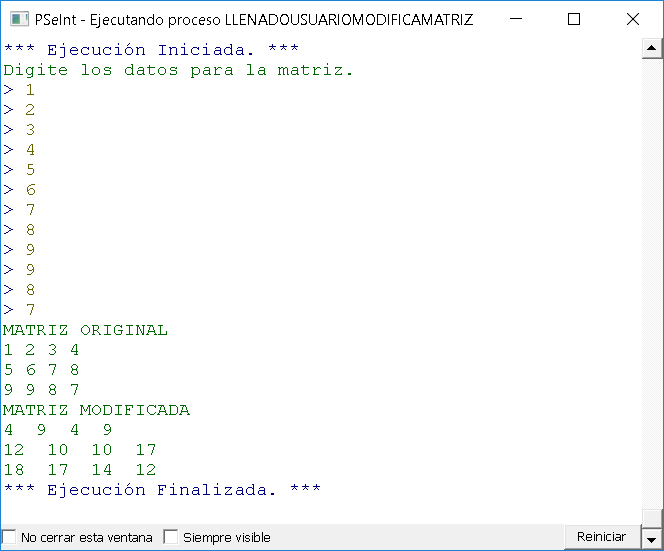 PSeInt - Ejecutando proceso LLENADOUSUARIOMODIFICAMATRIZ
*** Ejecución Iniciada. ***
Digite los datos para la matriz.
> 1
> 2
> 3
> 4
> 5
> 6
> 7
> 8
> 9
> 9
> 8
> 7
MATRIZ ORIGINAL
1 2 3 4
5 6 7 8
9 9 8 7
MATRIZ MODIFICADA
4  9  4  9
12  10  10  17
18  17  14  12
*** Ejecución Finalizada. ***
No cerrar esta ventana Siempre visible Reiniciar